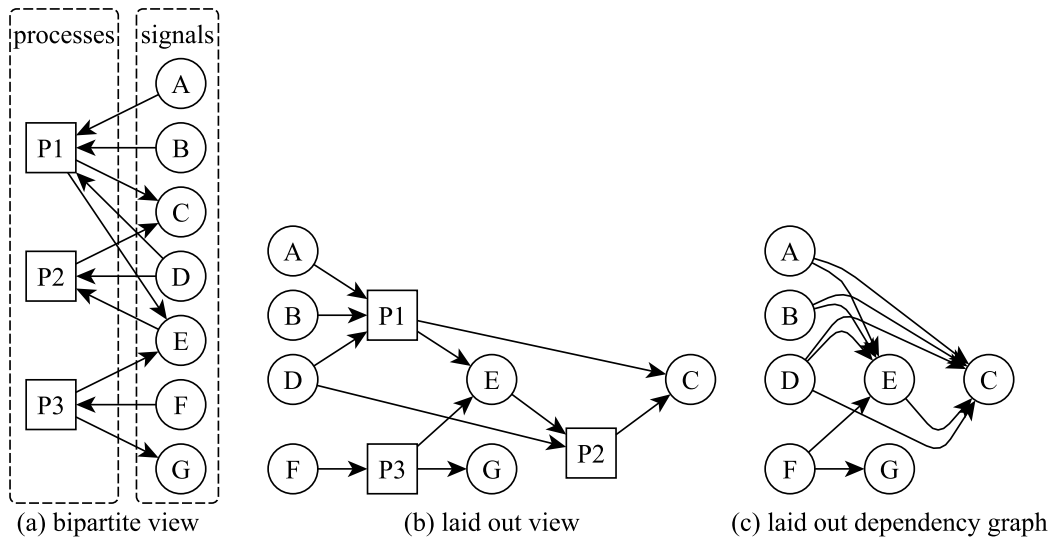 processes
signals
A
P1
B
C
P2
D
E
P3
F
G
(a) bipartite view
A
B
P1
D
E
C
P2
F
P3
G
(b) laid out view
A
B
D
E
C
F
G
(c) laid out dependency graph